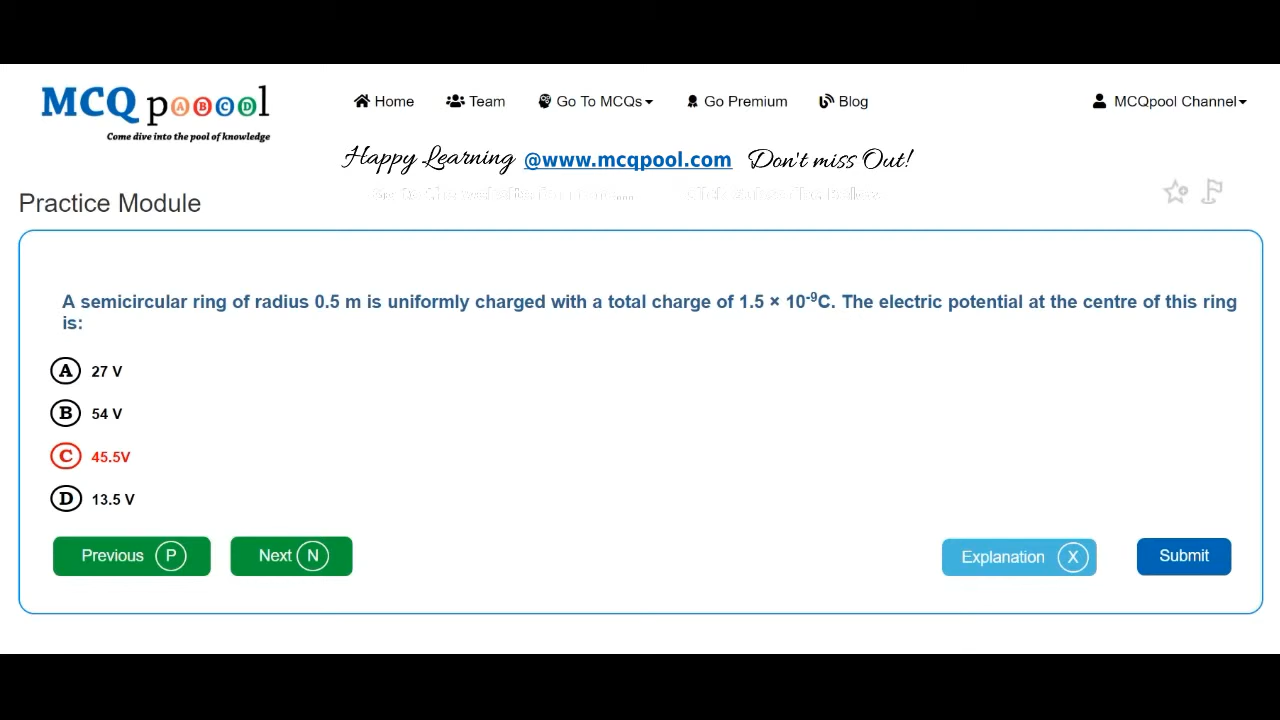 MCQ pooool
Come dive into the pool of knowledge
Home Team Go To MCQs Go Premium Blog MCQpool Channel
Happy Learning @www.mcqpool.com Don't miss Out!
Practice Module
A semicircular ring of radius 0.5 m is uniformly charged with a total charge of 1.5 × 10⁻⁹C. The electric potential at the centre of this ring
is:
A 27 V
B 54 V
C 45.5V
D 13.5 V
Previous P Next N Explanation X Submit